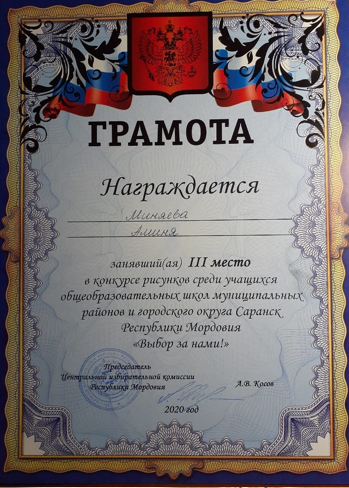 ГРАМОТА
Награждается
Миняева
Алиня
занявший(ая) III место
в конкурсе рисунков среди учащихся
общеобразовательных школ муниципальных
районов и городского округа Саранск
Республики Мордовия
«Выбор за нами!»
Председатель
Центральной избирательной комиссии
Республики Мордовия
А.В. Косов
2020 год